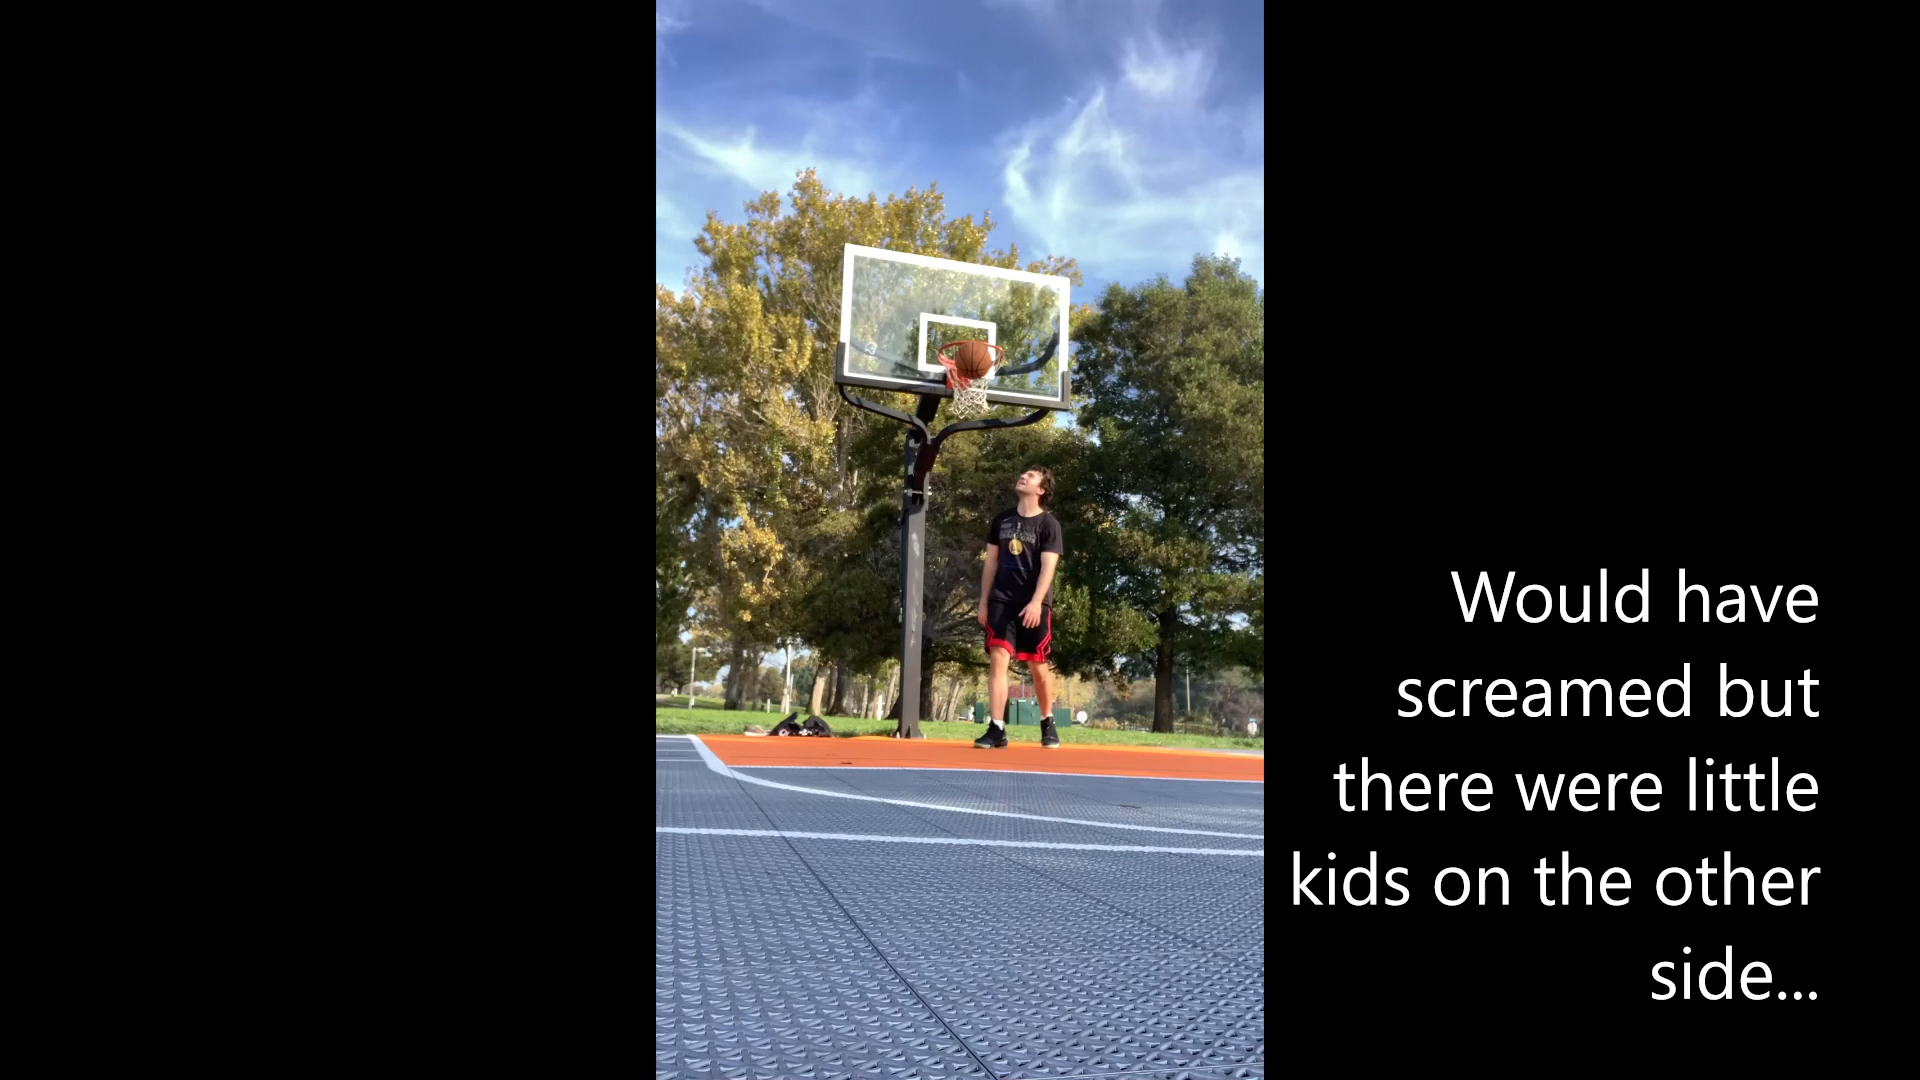 Would have
screamed but
there were little
kids on the other
side...